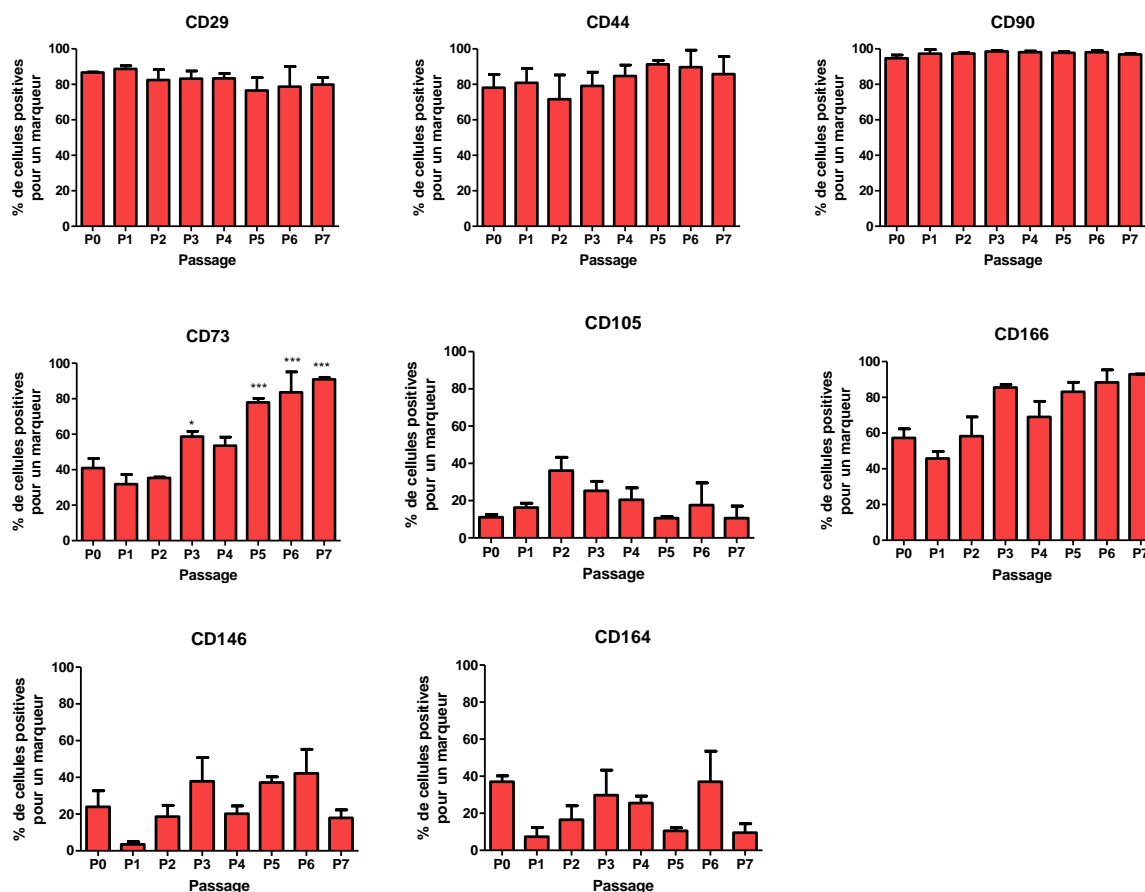 CD29
% de cellules positives
pour un marqueur
100
80
60
40
20
0
P0 P1 P2 P3 P4 P5 P6 P7
Passage
CD44
% de cellules positives
pour un marqueur
100
80
60
40
20
0
P0 P1 P2 P3 P4 P5 P6 P7
Passage
CD90
% de cellules positives
pour un marqueur
100
80
60
40
20
0
P0 P1 P2 P3 P4 P5 P6 P7
Passage
CD73
% de cellules positives
pour un marqueur
100
80
60
40
20
0
* *** *** ***
P0 P1 P2 P3 P4 P5 P6 P7
Passage
CD105
% de cellules positives
pour un marqueur
100
80
60
40
20
0
P0 P1 P2 P3 P4 P5 P6 P7
Passage
CD166
% de cellules positives
pour un marqueur
100
80
60
40
20
0
P0 P1 P2 P3 P4 P5 P6 P7
Passage
CD146
% de cellules positives
pour un marqueur
100
80
60
40
20
0
P0 P1 P2 P3 P4 P5 P6 P7
Passage
CD164
% de cellules positives
pour un marqueur
100
80
60
40
20
0
P0 P1 P2 P3 P4 P5 P6 P7
Passage